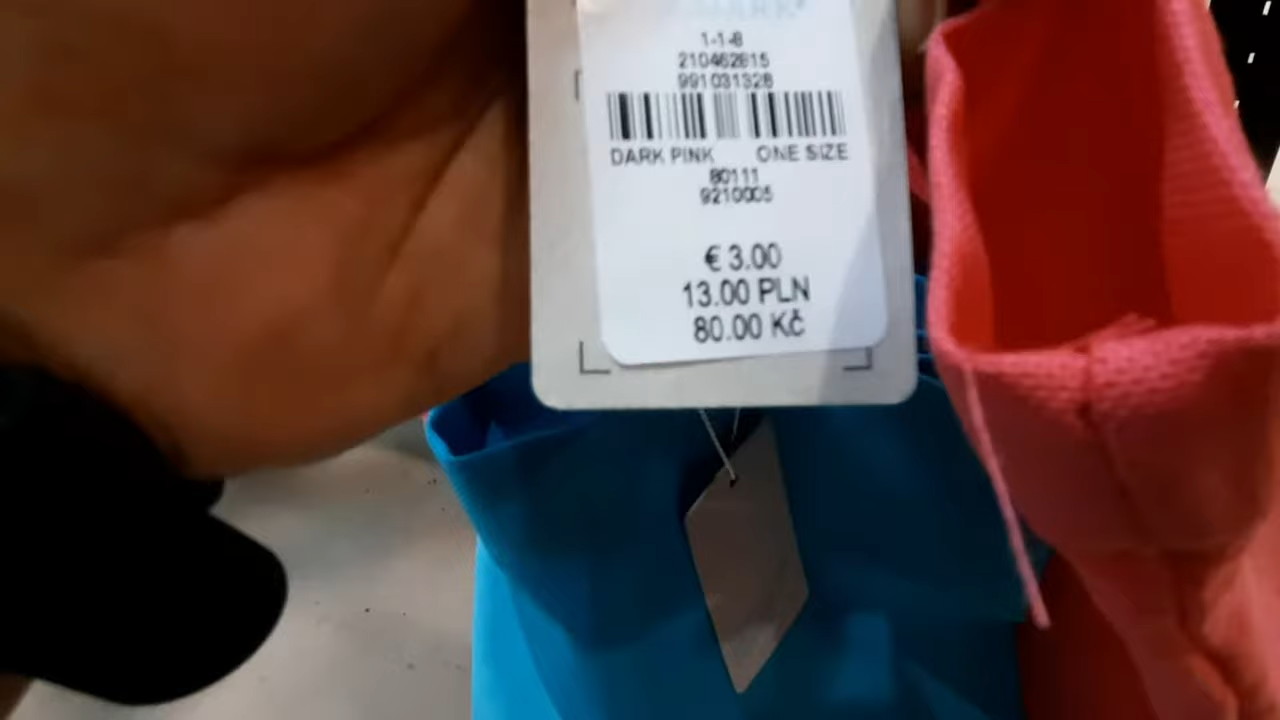 1-1-8
210462615
991031328
DARK PINK ONE SIZE
80111
9210005
€ 3.00
13.00 PLN
80.00 Kč